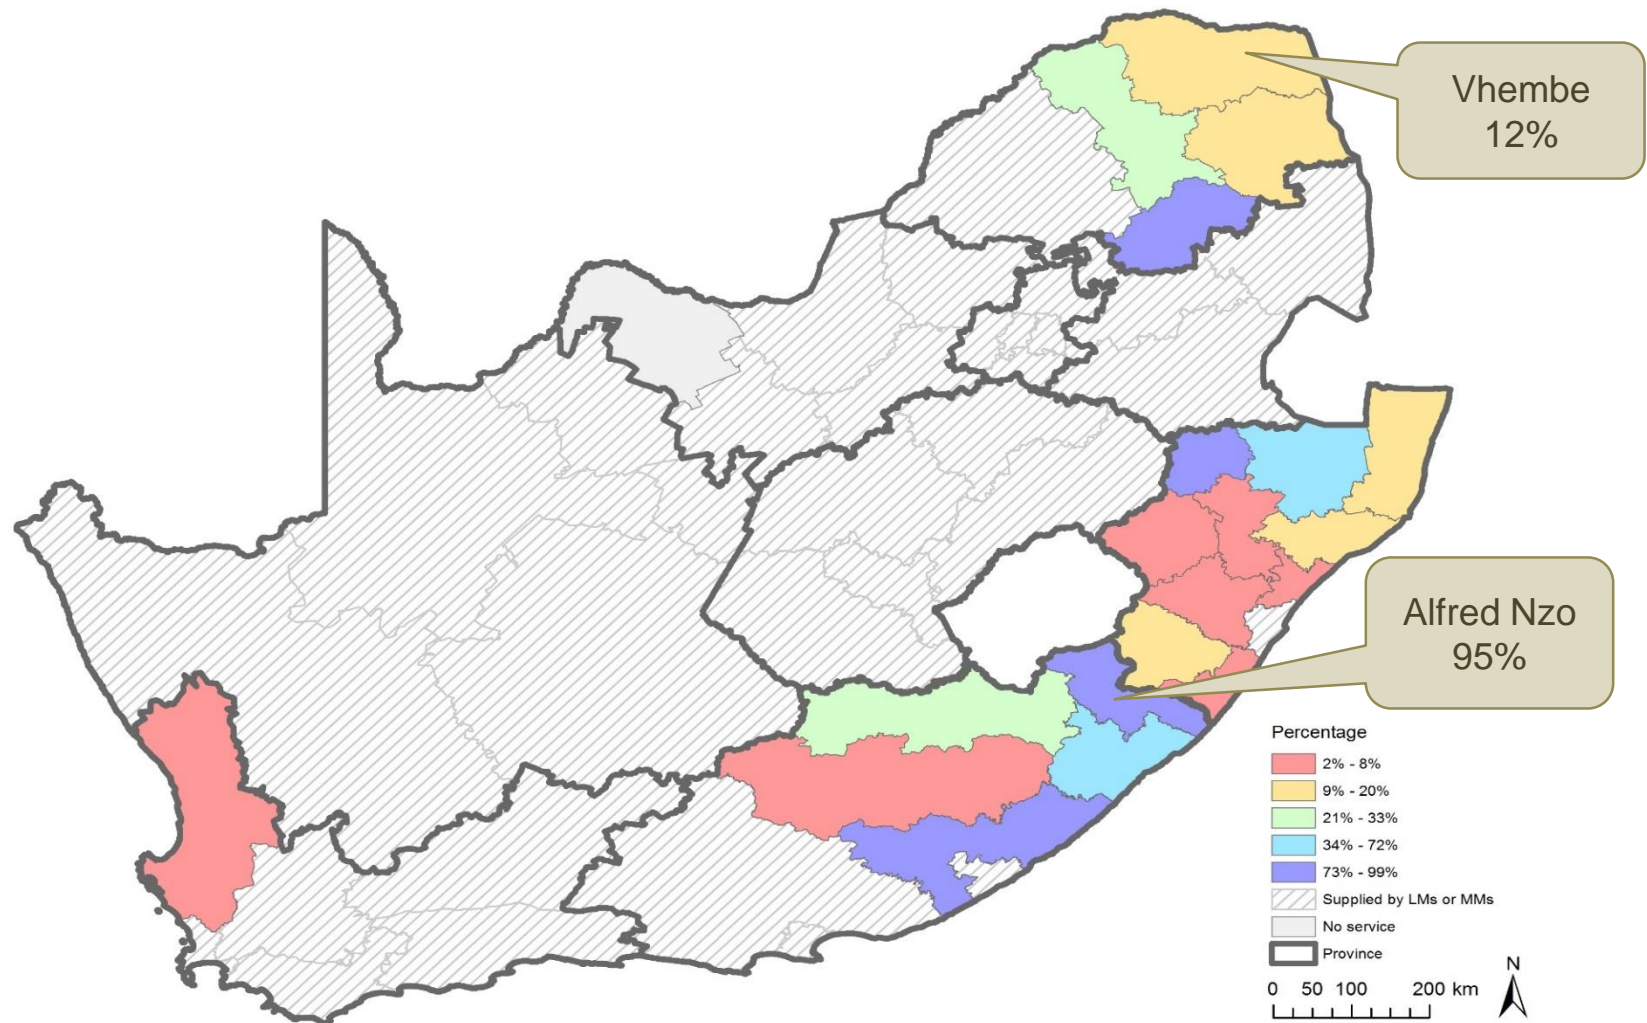 Vhembe
12%
Alfred Nzo
95%
Percentage
2% - 8%
9% - 20%
21% - 33%
34% - 72%
73% - 99%
Supplied by LMs or MMs
No service
Province
0 50 100 200 km
N